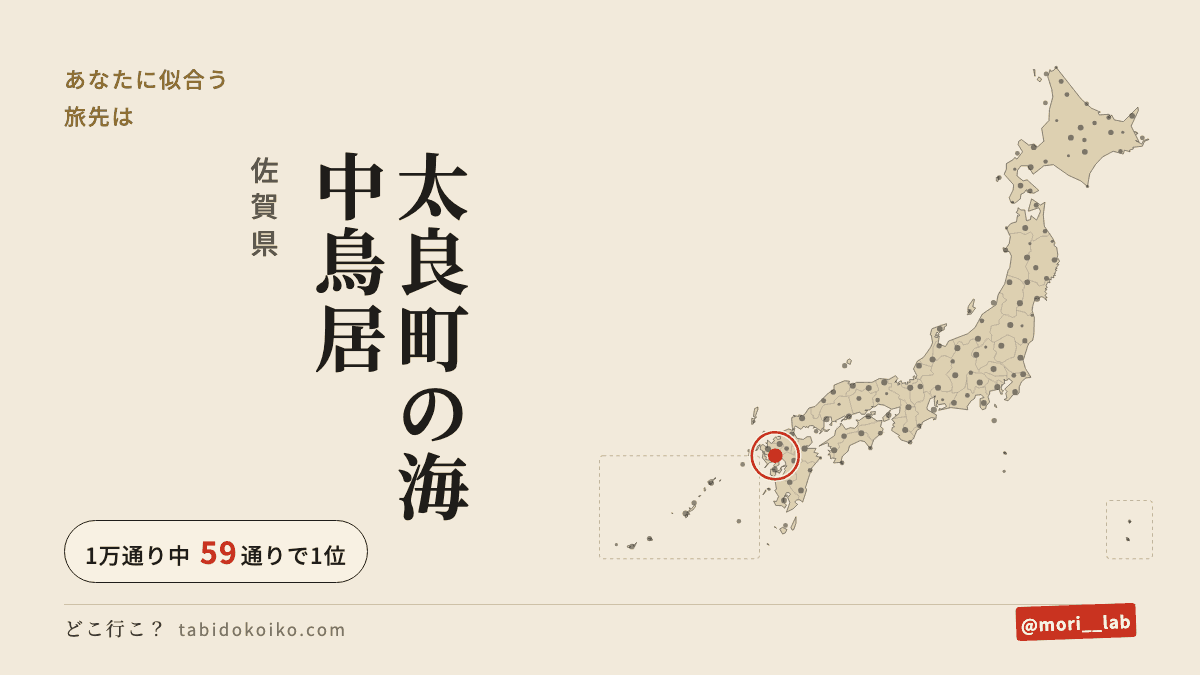 あなたに似合う
旅先は
太良町の海
中鳥居
佐賀県
1万通り中 59通りで1位
どこ行こ？ tabidokoiko.com
@mori__lab